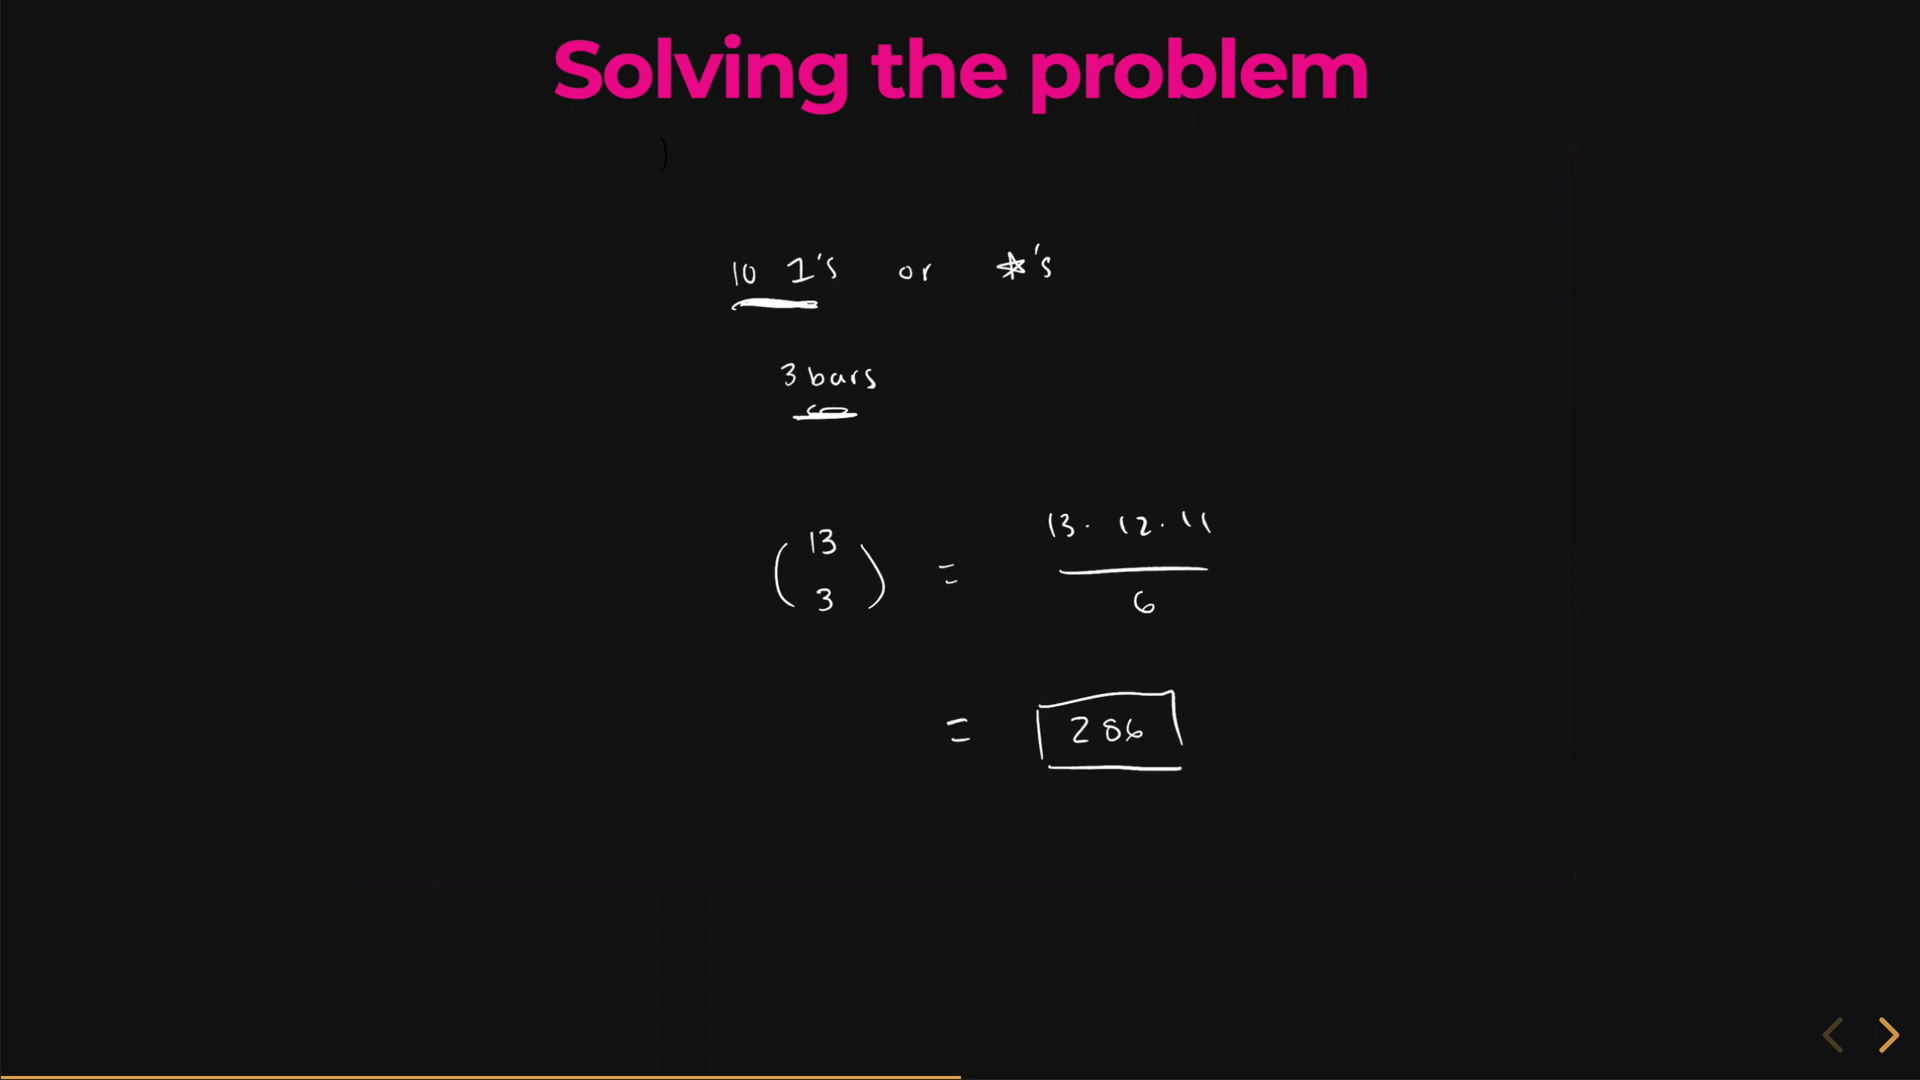 Solving the problem
10 1's or *'s
3 bars
(13 3) = 13 · 12 · 11 / 6
= 286